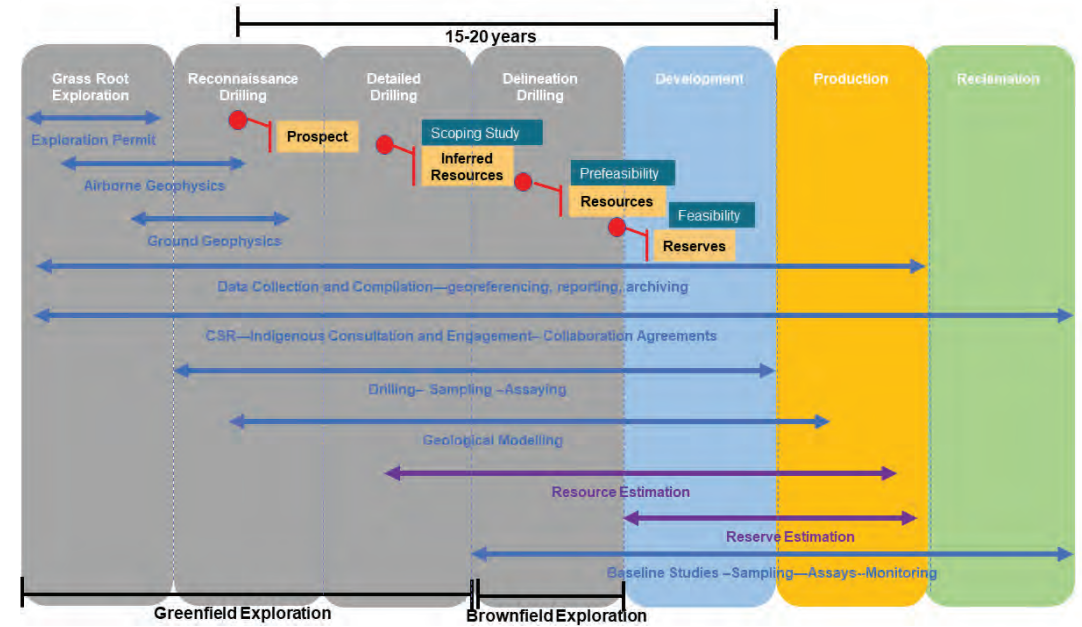 15-20 years
Grass Root
Exploration
Reconnaissance
Drilling
Detailed
Drilling
Delineation
Drilling
Development
Production
Reclamation
Exploration Permit
Prospect
Scoping Study
Inferred
Resources
Prefeasibility
Resources
Feasibility
Reserves
Airborne Geophysics
Ground Geophysics
Data Collection and Compilation—georeferencing, reporting, archiving
CSR—Indigenous Consultation and Engagement– Collaboration Agreements
Drilling– Sampling –Assaying
Geological Modelling
Resource Estimation
Reserve Estimation
Baseline Studies –Sampling—Assays--Monitoring
Greenfield Exploration
Brownfield Exploration